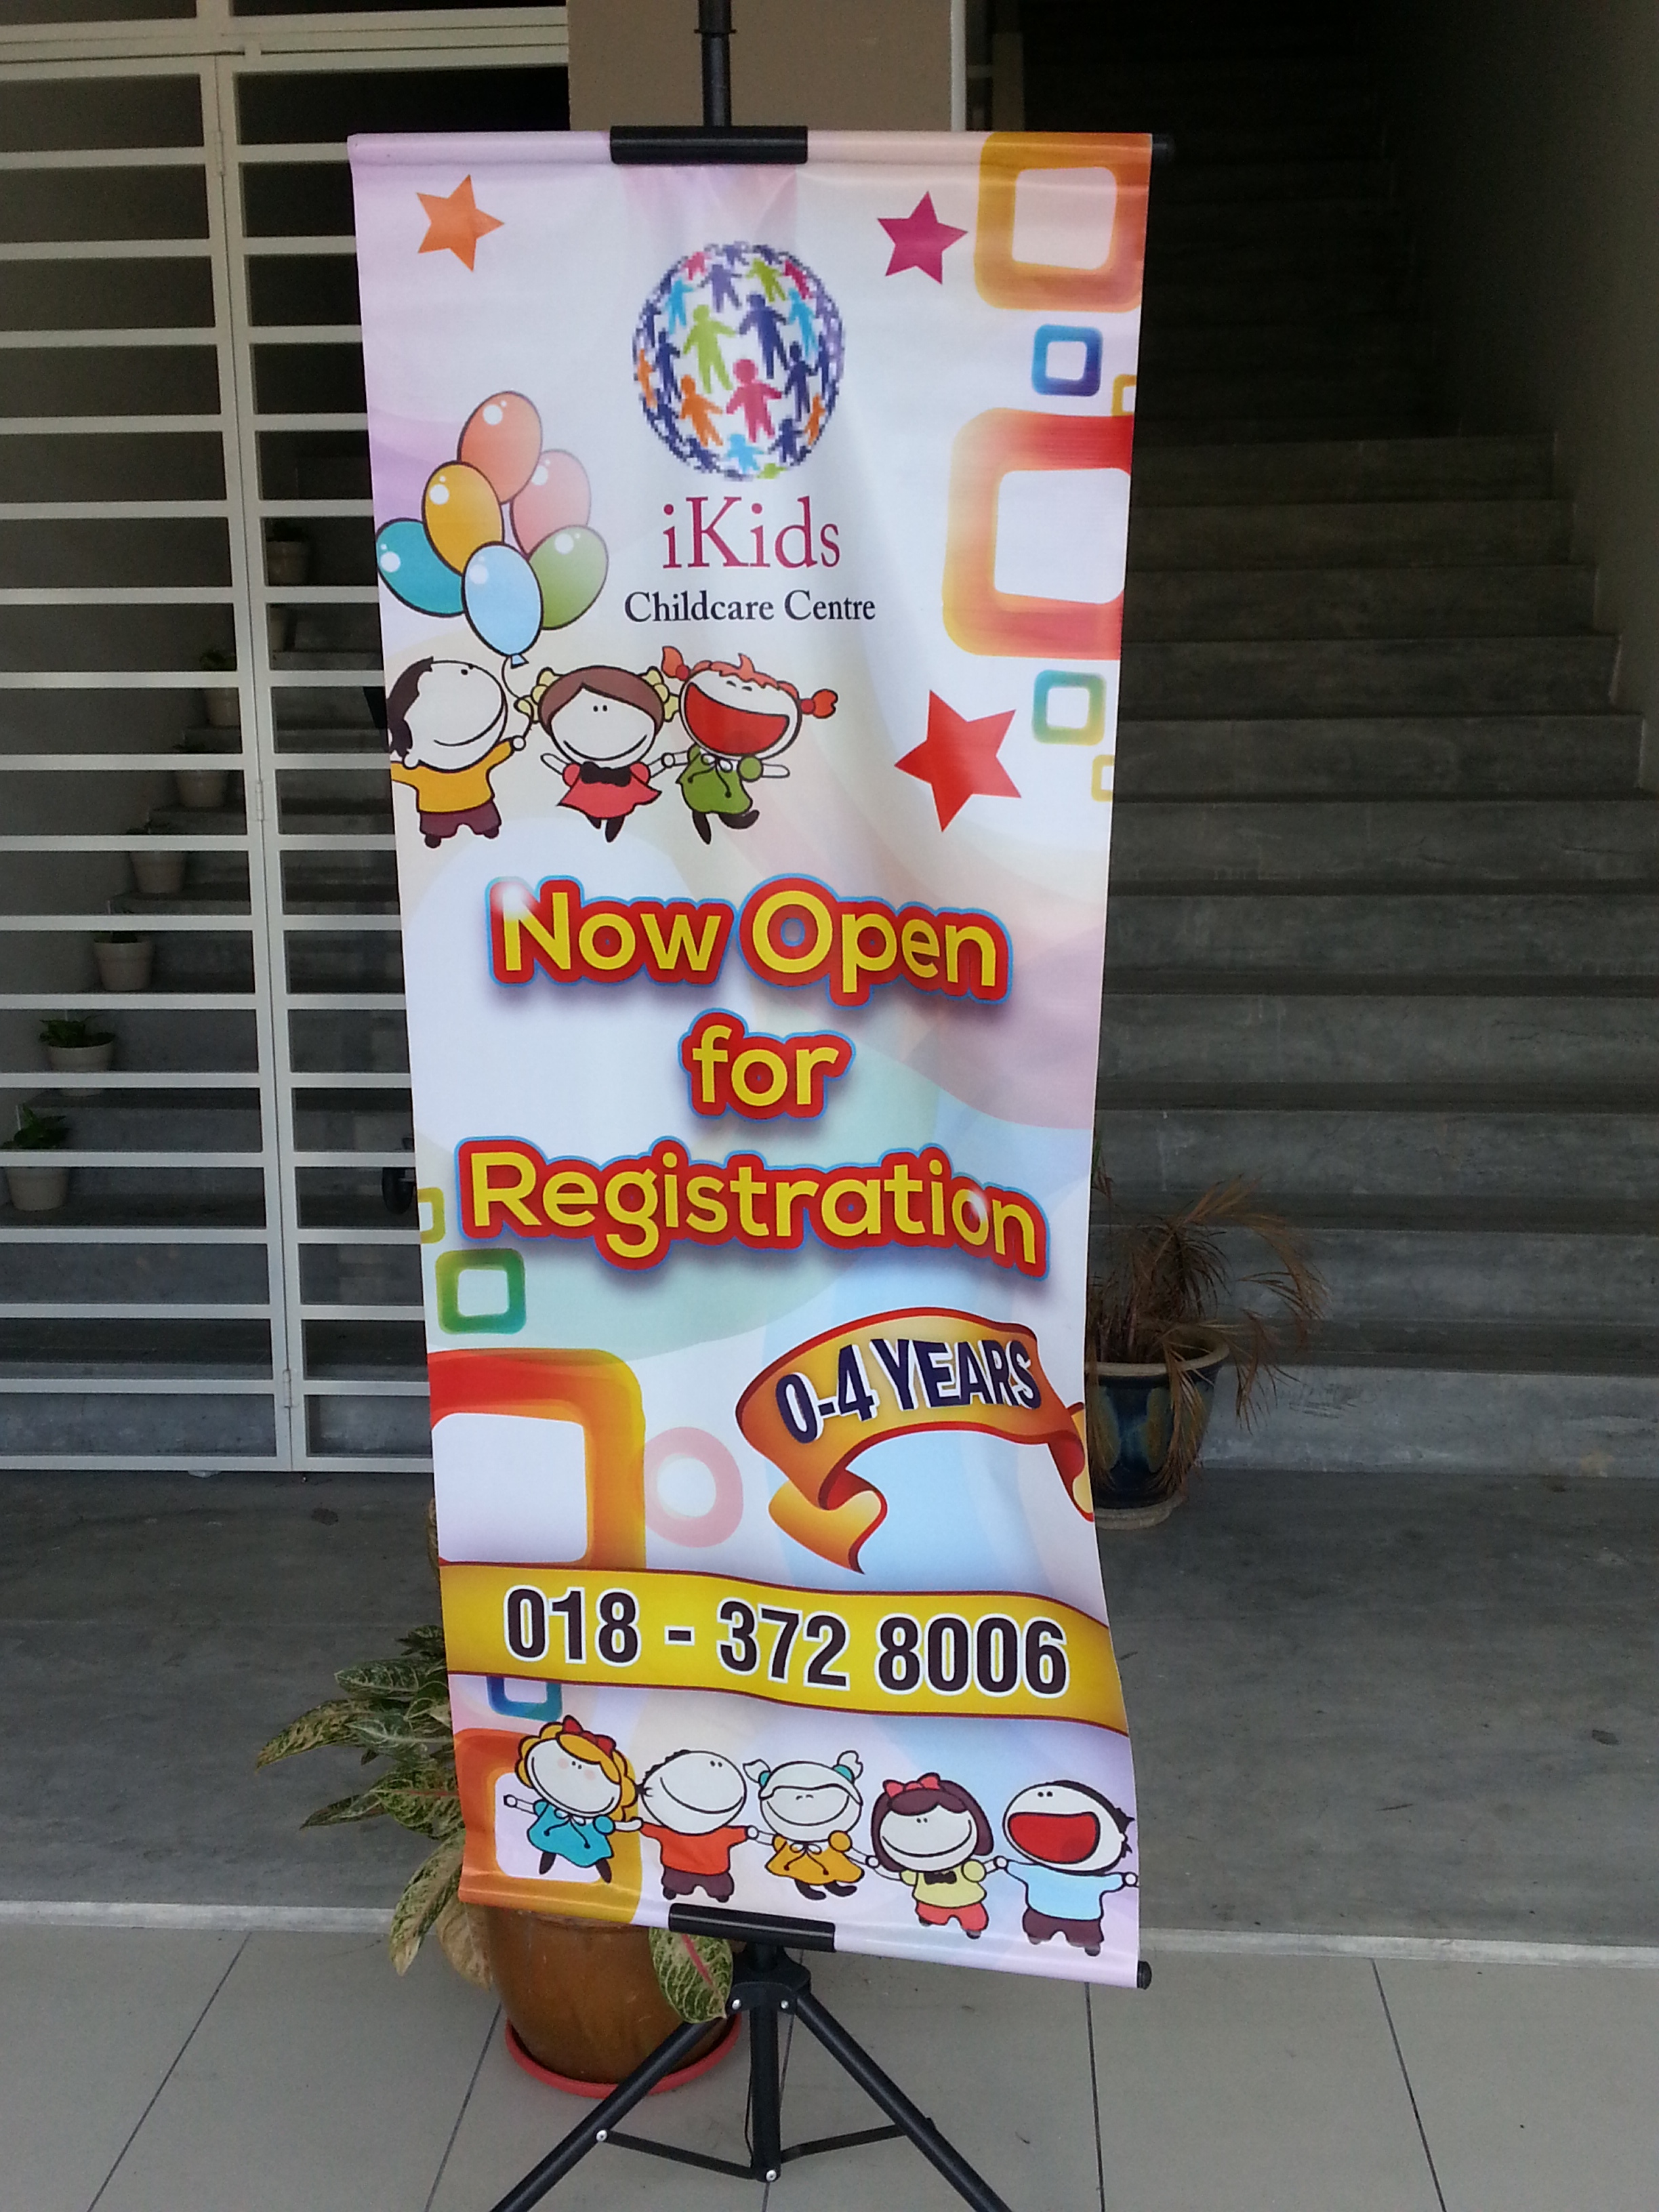 iKids
Childcare Centre
Now Open
for
Registration
0-4 YEARS
018 - 372 8006